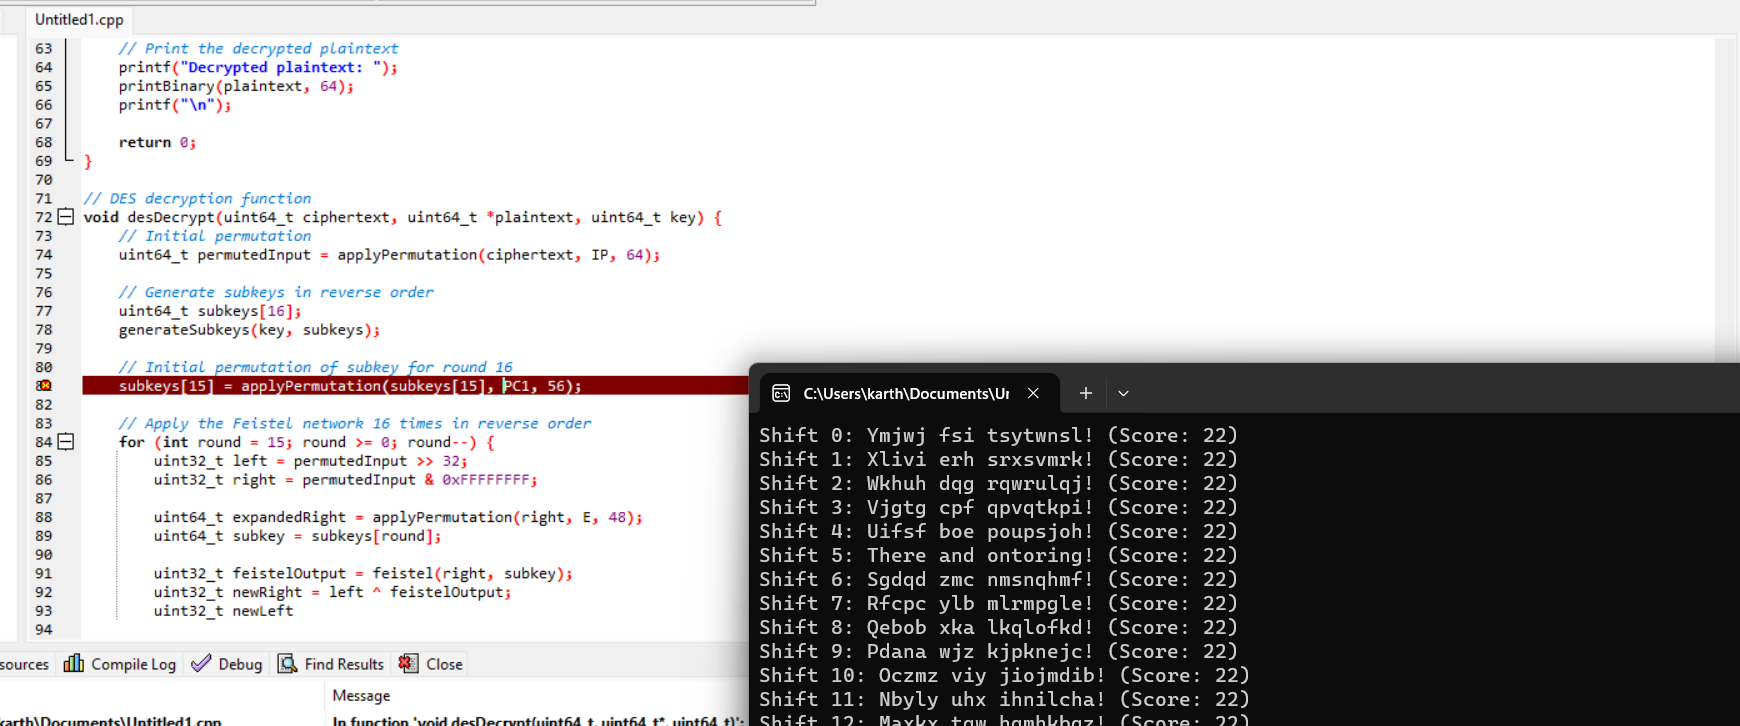 Untitled1.cpp
63 // Print the decrypted plaintext
64 printf("Decrypted plaintext: ");
65 printBinary(plaintext, 64);
66 printf("\n");
67
68 return 0;
69 }
70
71 // DES decryption function
72 void desDecrypt(uint64_t ciphertext, uint64_t *plaintext, uint64_t key) {
73 // Initial permutation
74 uint64_t permutedInput = applyPermutation(ciphertext, IP, 64);
75
76 // Generate subkeys in reverse order
77 uint64_t subkeys[16];
78 generateSubkeys(key, subkeys);
79
80 // Initial permutation of subkey for round 16
subkeys[15] = applyPermutation(subkeys[15], PC1, 56);
82
83 // Apply the Feistel network 16 times in reverse order
84 for (int round = 15; round >= 0; round--) {
85 uint32_t left = permutedInput >> 32;
86 uint32_t right = permutedInput & 0xFFFFFFFF;
87
88 uint64_t expandedRight = applyPermutation(right, E, 48);
89 uint64_t subkey = subkeys[round];
90
91 uint32_t feistelOutput = feistel(right, subkey);
92 uint32_t newRight = left ^ feistelOutput;
93 uint32_t newLeft
94
sources Compile Log Debug Find Results Close
Message
karth\Documents\Untitled1.cpp In function 'void desDecrypt(uint64_t, uint64_t*, uint64_t)':
C:\Users\karth\Documents\Ur
Shift 0: Ymjwj fsi tsytwnsl! (Score: 22)
Shift 1: Xlivi erh srxsvmrk! (Score: 22)
Shift 2: Wkhuh dqg rqwrulqj! (Score: 22)
Shift 3: Vjgtg cpf qpvqtkpi! (Score: 22)
Shift 4: Uifsf boe poupsjoh! (Score: 22)
Shift 5: There and ontoring! (Score: 22)
Shift 6: Sgdqd zmc nmsnqhmf! (Score: 22)
Shift 7: Rfcpc ylb mlrmpgle! (Score: 22)
Shift 8: Qebob xka lkqlofkd! (Score: 22)
Shift 9: Pdana wjz kjpknejc! (Score: 22)
Shift 10: Oczmz viy jiojmdib! (Score: 22)
Shift 11: Nbyly uhx ihnilcha! (Score: 22)
Shift 12: Maxkx tgw hgmhkbgz! (Score: 22)